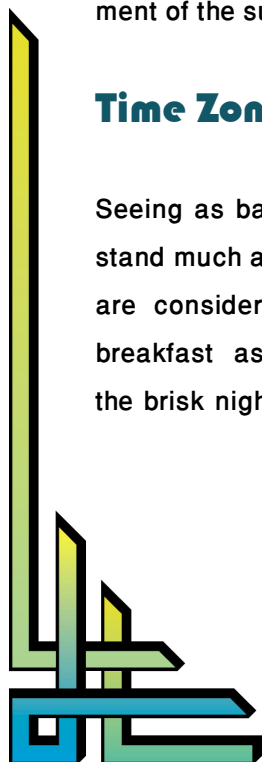 ment of the su
Time Zon
Seeing as ba
stand much a
are consider
breakfast as
the brisk nigh